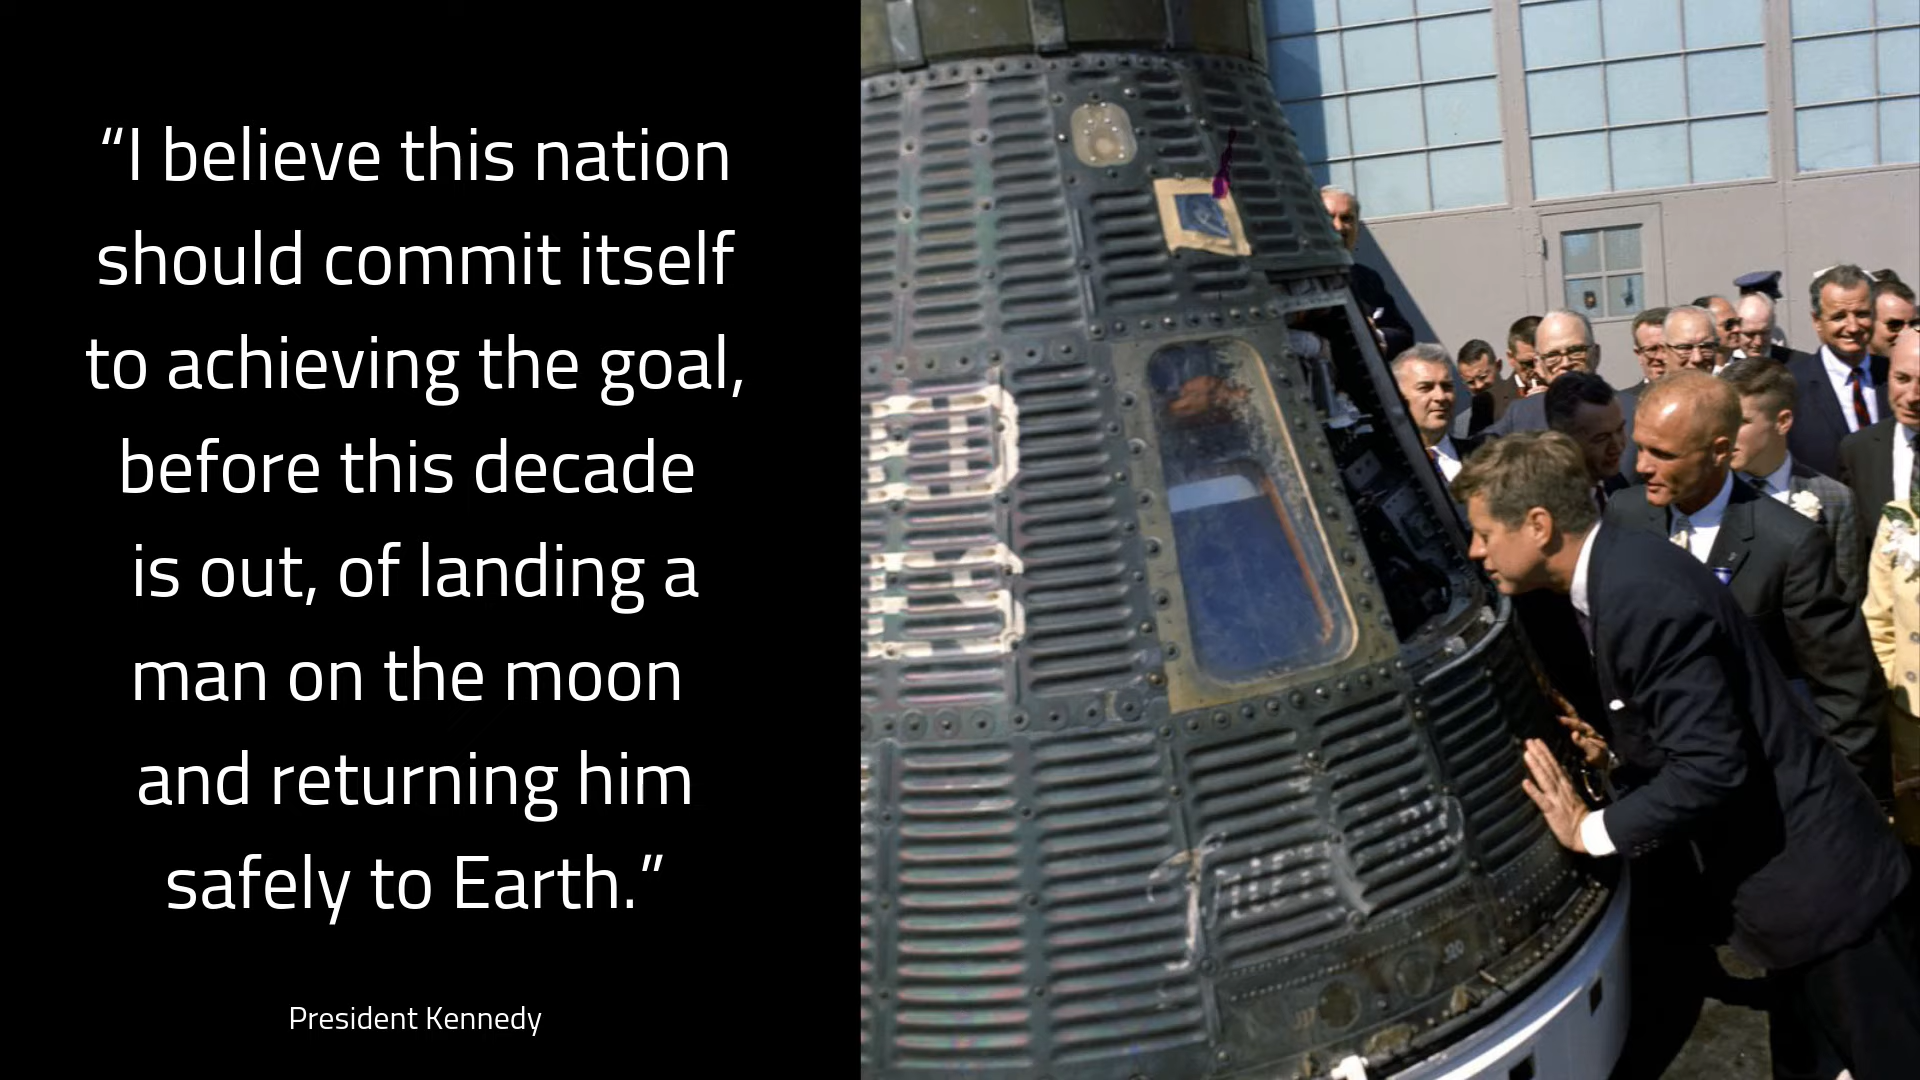 “I believe this nation
should commit itself
to achieving the goal,
before this decade
is out, of landing a
man on the moon
and returning him
safely to Earth.”
President Kennedy